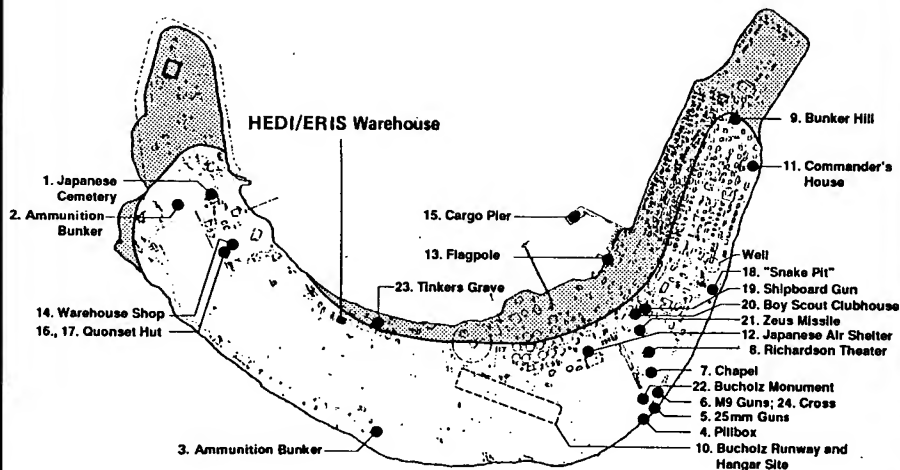 HEDI/ERIS Warehouse
1. Japanese
Cemetery
2. Ammunition
Bunker
14. Warehouse Shop
16., 17. Quonset Hut
3. Ammunition Bunker
23. Tinkers Grave
15. Cargo Pier
13. Flagpole
9. Bunker Hill
11. Commander's
House
Well
18. "Snake Pit"
19. Shipboard Gun
20. Boy Scout Clubhouse
21. Zeus Missile
12. Japanese Air Shelter
8. Richardson Theater
7. Chapel
22. Bucholz Monument
6. M9 Guns; 24. Cross
5. 25mm Guns
4. Pillbox
10. Bucholz Runway and
Hangar Site